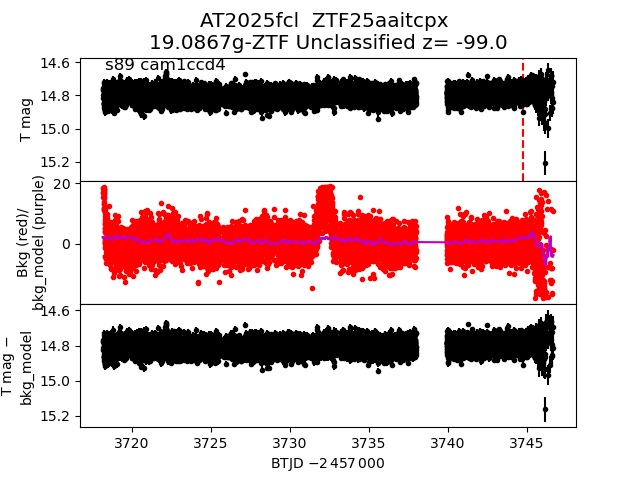 AT2025fcl  ZTF25aaitcpx
19.0867g-ZTF Unclassified z= -99.0
s89 cam1ccd4
14.6
14.8
15.0
15.2
T mag
20
0
Bkg (red)/
bkg_model (purple)
14.6
14.8
15.0
15.2
T mag −
bkg_model
3720 3725 3730 3735 3740 3745
BTJD −2 457 000